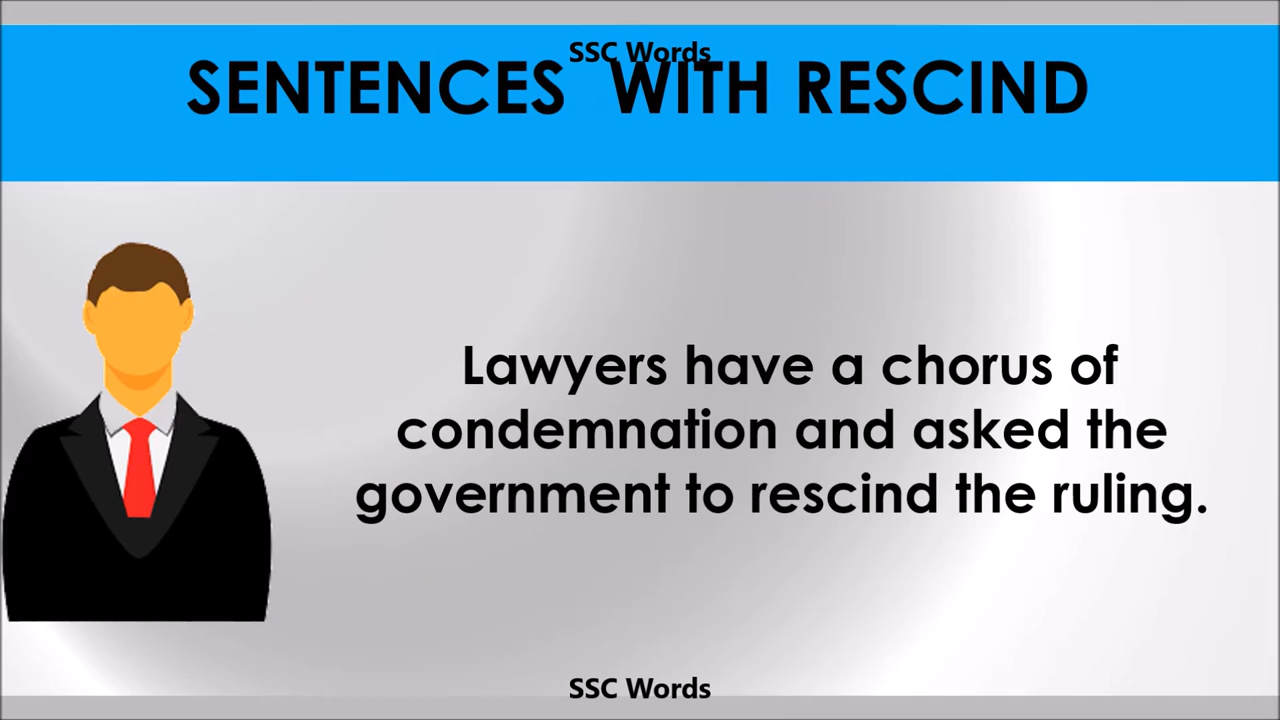 SSC Words
SENTENCES WITH RESCIND
Lawyers have a chorus of
condemnation and asked the
government to rescind the ruling.
SSC Words